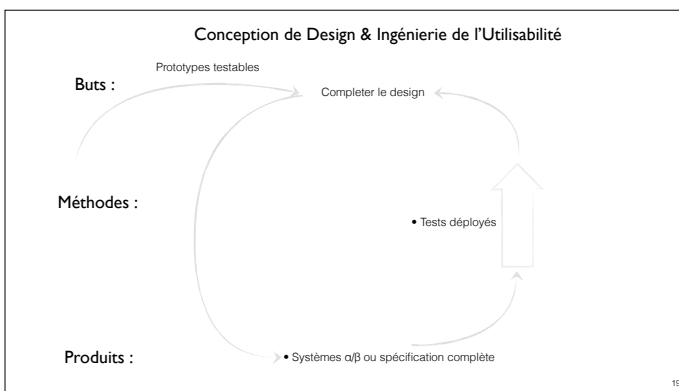 Conception de Design & Ingénierie de l'Utilisabilité
Prototypes testables
Buts :
Completer le design
Méthodes :
• Tests déployés
Produits :
• Systèmes α/β ou spécification complète
19